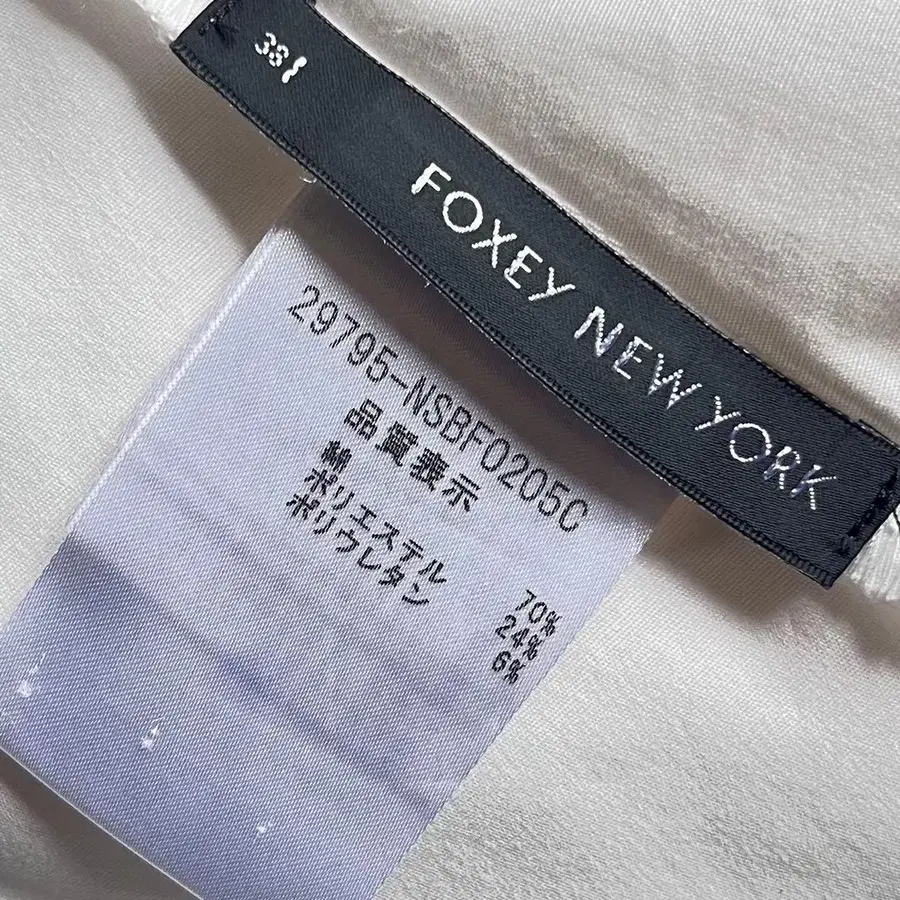 38
FOXEY NEW YORK
29795-NSBF0205C
品質表示
綿 70%
ポリエステル 24%
ポリウレタン 6%